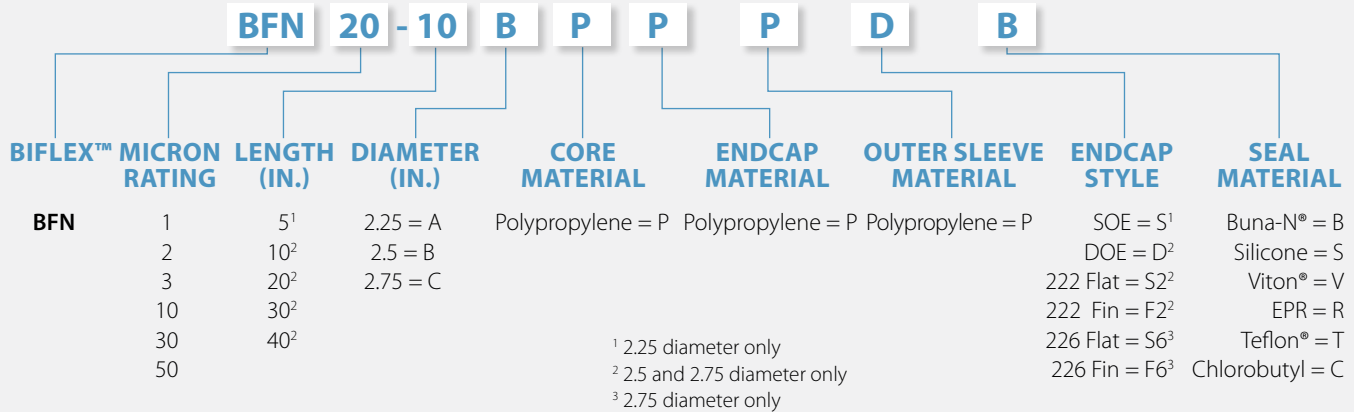 BFN 20 - 10 B P P P D B
BIFLEX™ MICRON RATING LENGTH (IN.) DIAMETER (IN.) CORE MATERIAL ENDCAP MATERIAL OUTER SLEEVE MATERIAL ENDCAP STYLE SEAL MATERIAL
BFN 1 5¹ 2.25 = A Polypropylene = P Polypropylene = P Polypropylene = P SOE = S¹ Buna-N® = B
2 10² 2.5 = B DOE = D² Silicone = S
3 20² 2.75 = C 222 Flat = S2² Viton® = V
10 30² 222 Fin = F2² EPR = R
30 40² 226 Flat = S6³ Teflon® = T
50 226 Fin = F6³ Chlorobutyl = C
¹ 2.25 diameter only
² 2.5 and 2.75 diameter only
³ 2.75 diameter only